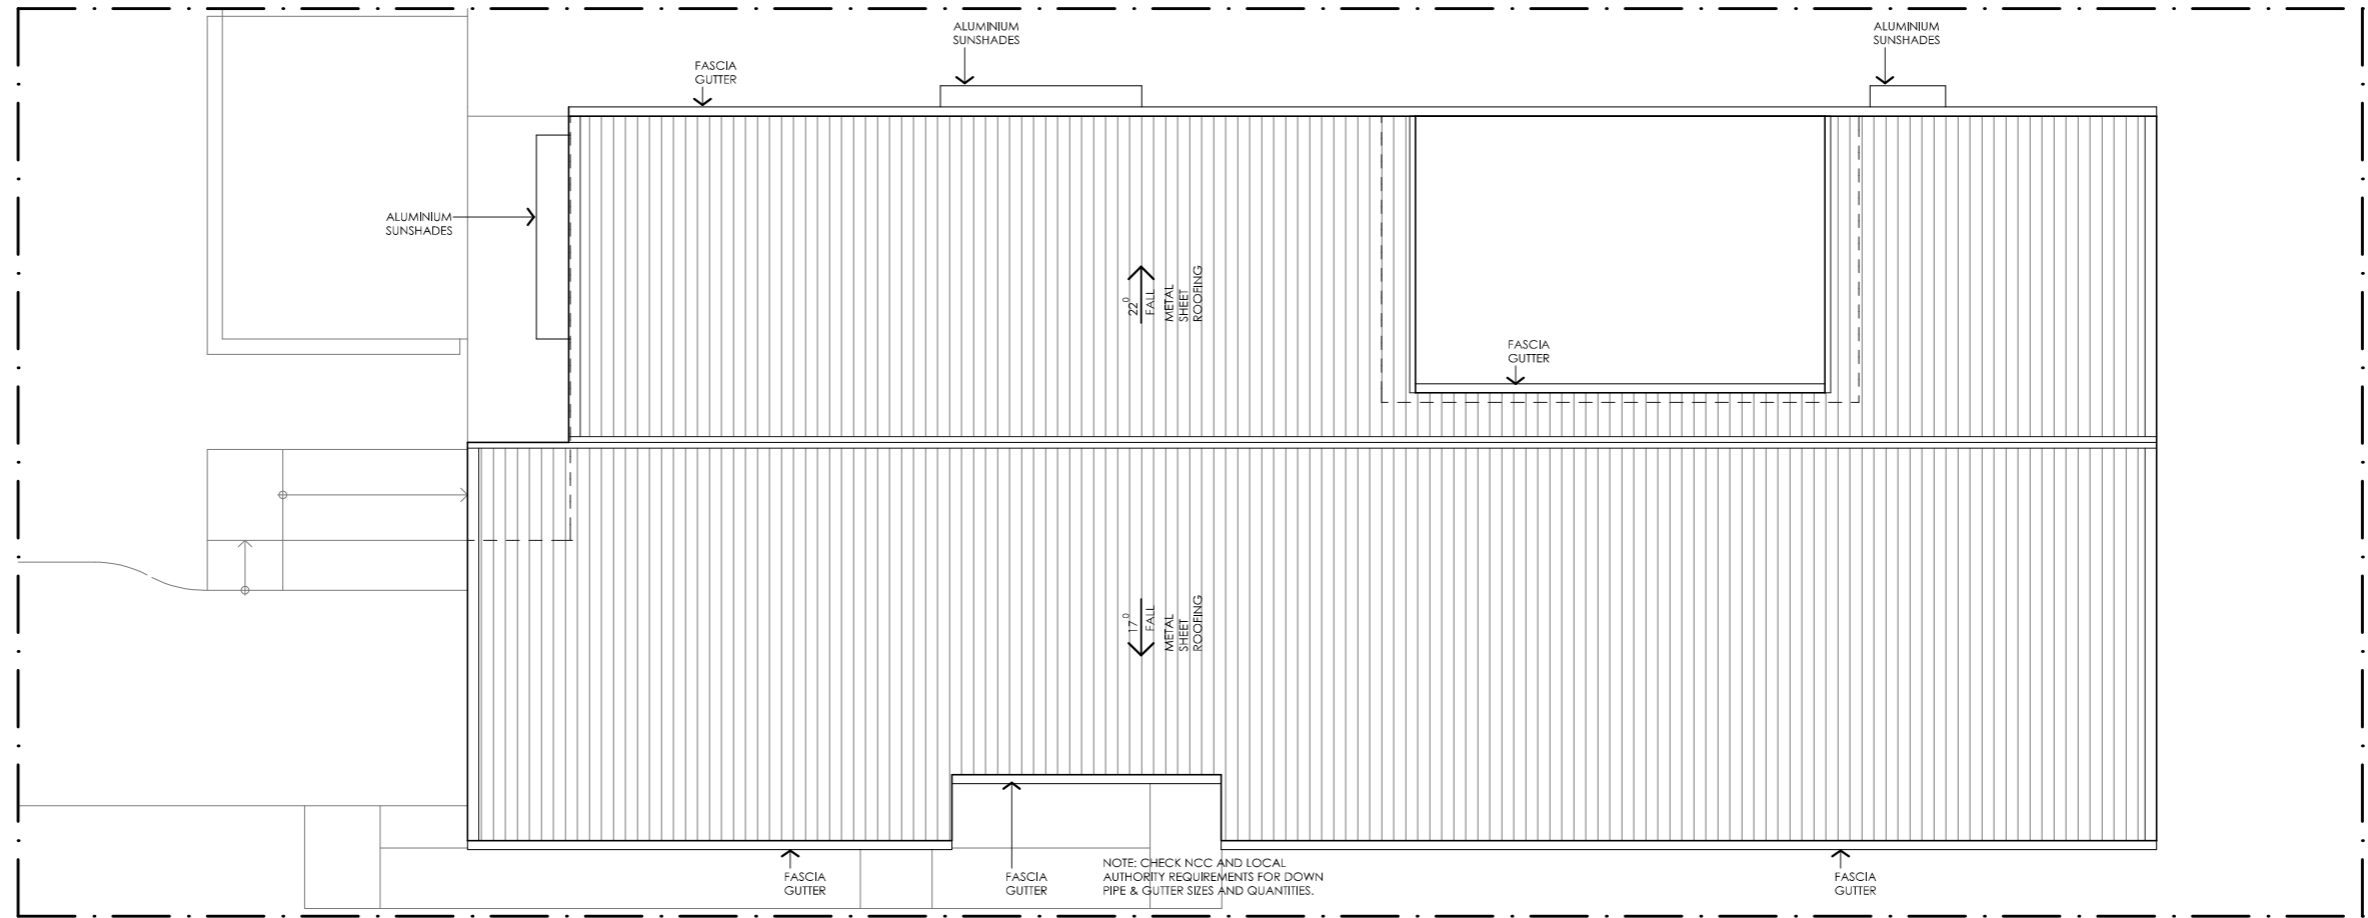 ALUMINIUM
SUNSHADES
ALUMINIUM
SUNSHADES
FASCIA
GUTTER
ALUMINIUM
SUNSHADES
22⁰
FALL
METAL
SHEET
ROOFING
FASCIA
GUTTER
17⁰
FALL
METAL
SHEET
ROOFING
FASCIA
GUTTER
FASCIA
GUTTER
NOTE: CHECK NCC AND LOCAL
AUTHORITY REQUIREMENTS FOR DOWN
PIPE & GUTTER SIZES AND QUANTITIES.
FASCIA
GUTTER